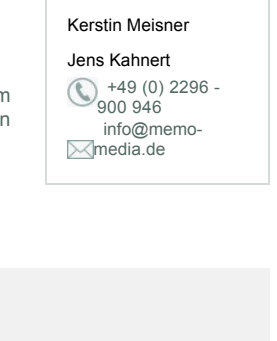 Kerstin Meisner
Jens Kahnert
m
+49 (0) 2296 -
n
900 946
info@memo-
media.de